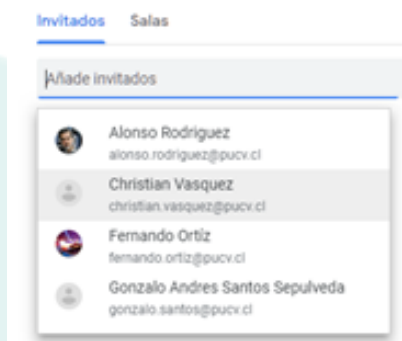 Invitados Salas
Añade invitados
Alonso Rodriguez
alonso.rodriguez@pucv.cl
Christian Vasquez
christian.vasquez@pucv.cl
Fernando Ortíz
fernando.ortiz@pucv.cl
Gonzalo Andres Santos Sepulveda
gonzalo.santos@pucv.cl